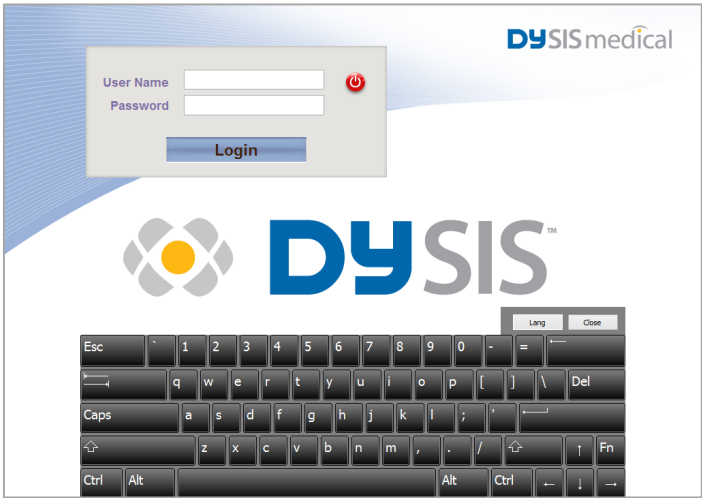 DYSIS medical
User Name
Password
Login
DYSIS™
Lang Close
Esc ` 1 2 3 4 5 6 7 8 9 0 - = ←
q w e r t y u i o p [ ] \ Del
Caps a s d f g h j k l ; '
z x c v b n m , . / ↑ Fn
Ctrl Alt Alt Ctrl ← ↓ →